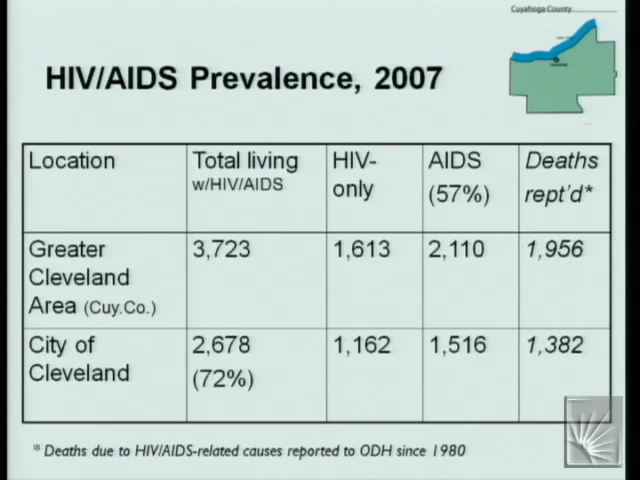 Cuyahoga County
HIV/AIDS Prevalence, 2007
Location
Total living
w/HIV/AIDS
HIV-
only
AIDS
(57%)
Deaths
rept'd*
Greater
Cleveland
Area (Cuy.Co.)
3,723
1,613
2,110
1,956
City of
Cleveland
2,678
(72%)
1,162
1,516
1,382
* Deaths due to HIV/AIDS-related causes reported to ODH since 1980